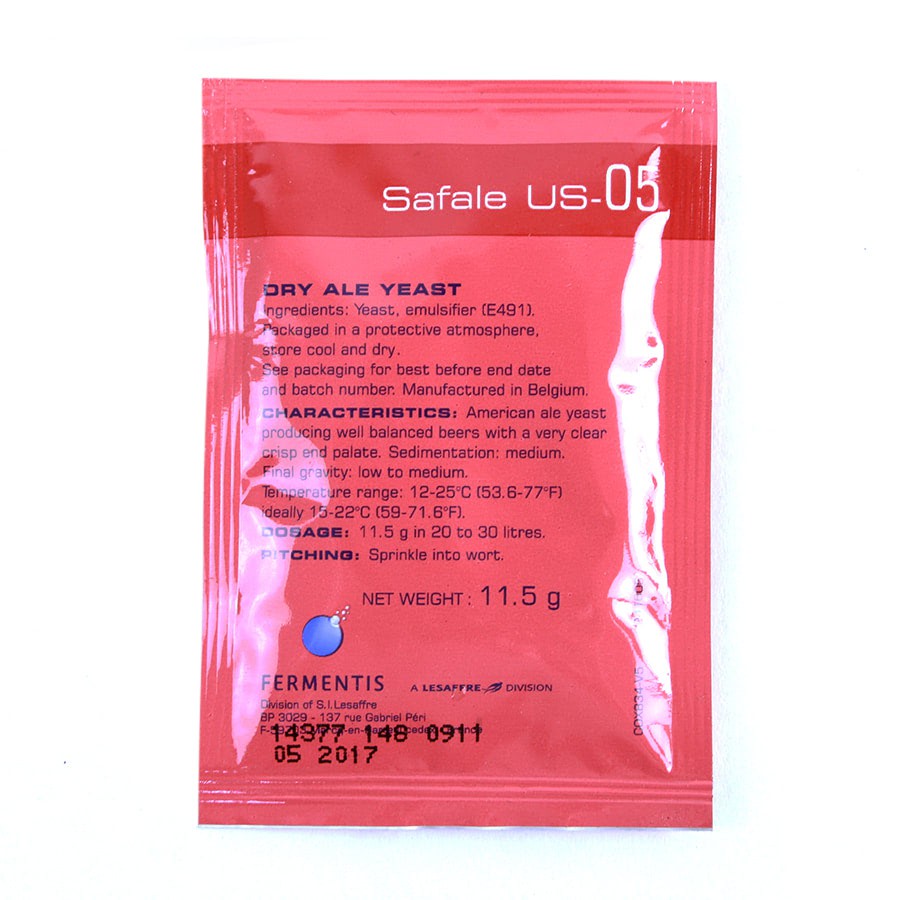 Safale US-05
DRY ALE YEAST
Ingredients: Yeast, emulsifier (E491).
Packaged in a protective atmosphere,
store cool and dry.
See packaging for best before end date
and batch number. Manufactured in Belgium.
CHARACTERISTICS: American ale yeast
producing well balanced beers with a very clear
crisp end palate. Sedimentation: medium.
Final gravity: low to medium.
Temperature range: 12-25°C (53.6-77°F)
ideally 15-22°C (59-71.6°F).
DOSAGE: 11.5 g in 20 to 30 litres.
PITCHING: Sprinkle into wort.
NET WEIGHT : 11.5 g
FERMENTIS A LESAFFRE DIVISION
Division of S.I.Lesaffre
BP 3029 - 137 rue Gabriel Péri
14377 148 0911
05 2017